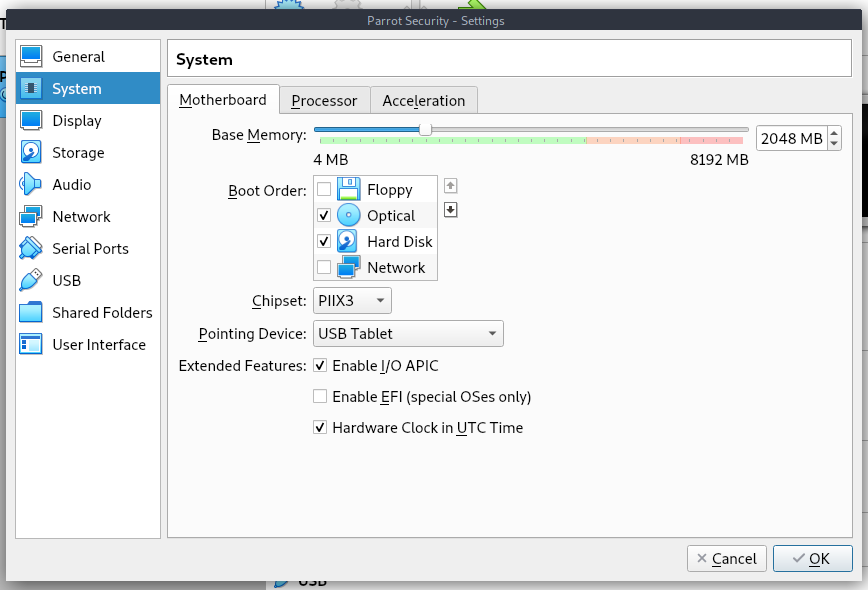 Parrot Security - Settings
General
System
Display
Storage
Audio
Network
Serial Ports
USB
Shared Folders
User Interface
System
Motherboard
Processor
Acceleration
Base Memory:
2048 MB
4 MB
8192 MB
Boot Order:
Floppy
Optical
Hard Disk
Network
Chipset:
PIIX3
Pointing Device:
USB Tablet
Extended Features:
Enable I/O APIC
Enable EFI (special OSes only)
Hardware Clock in UTC Time
Cancel
OK
USB